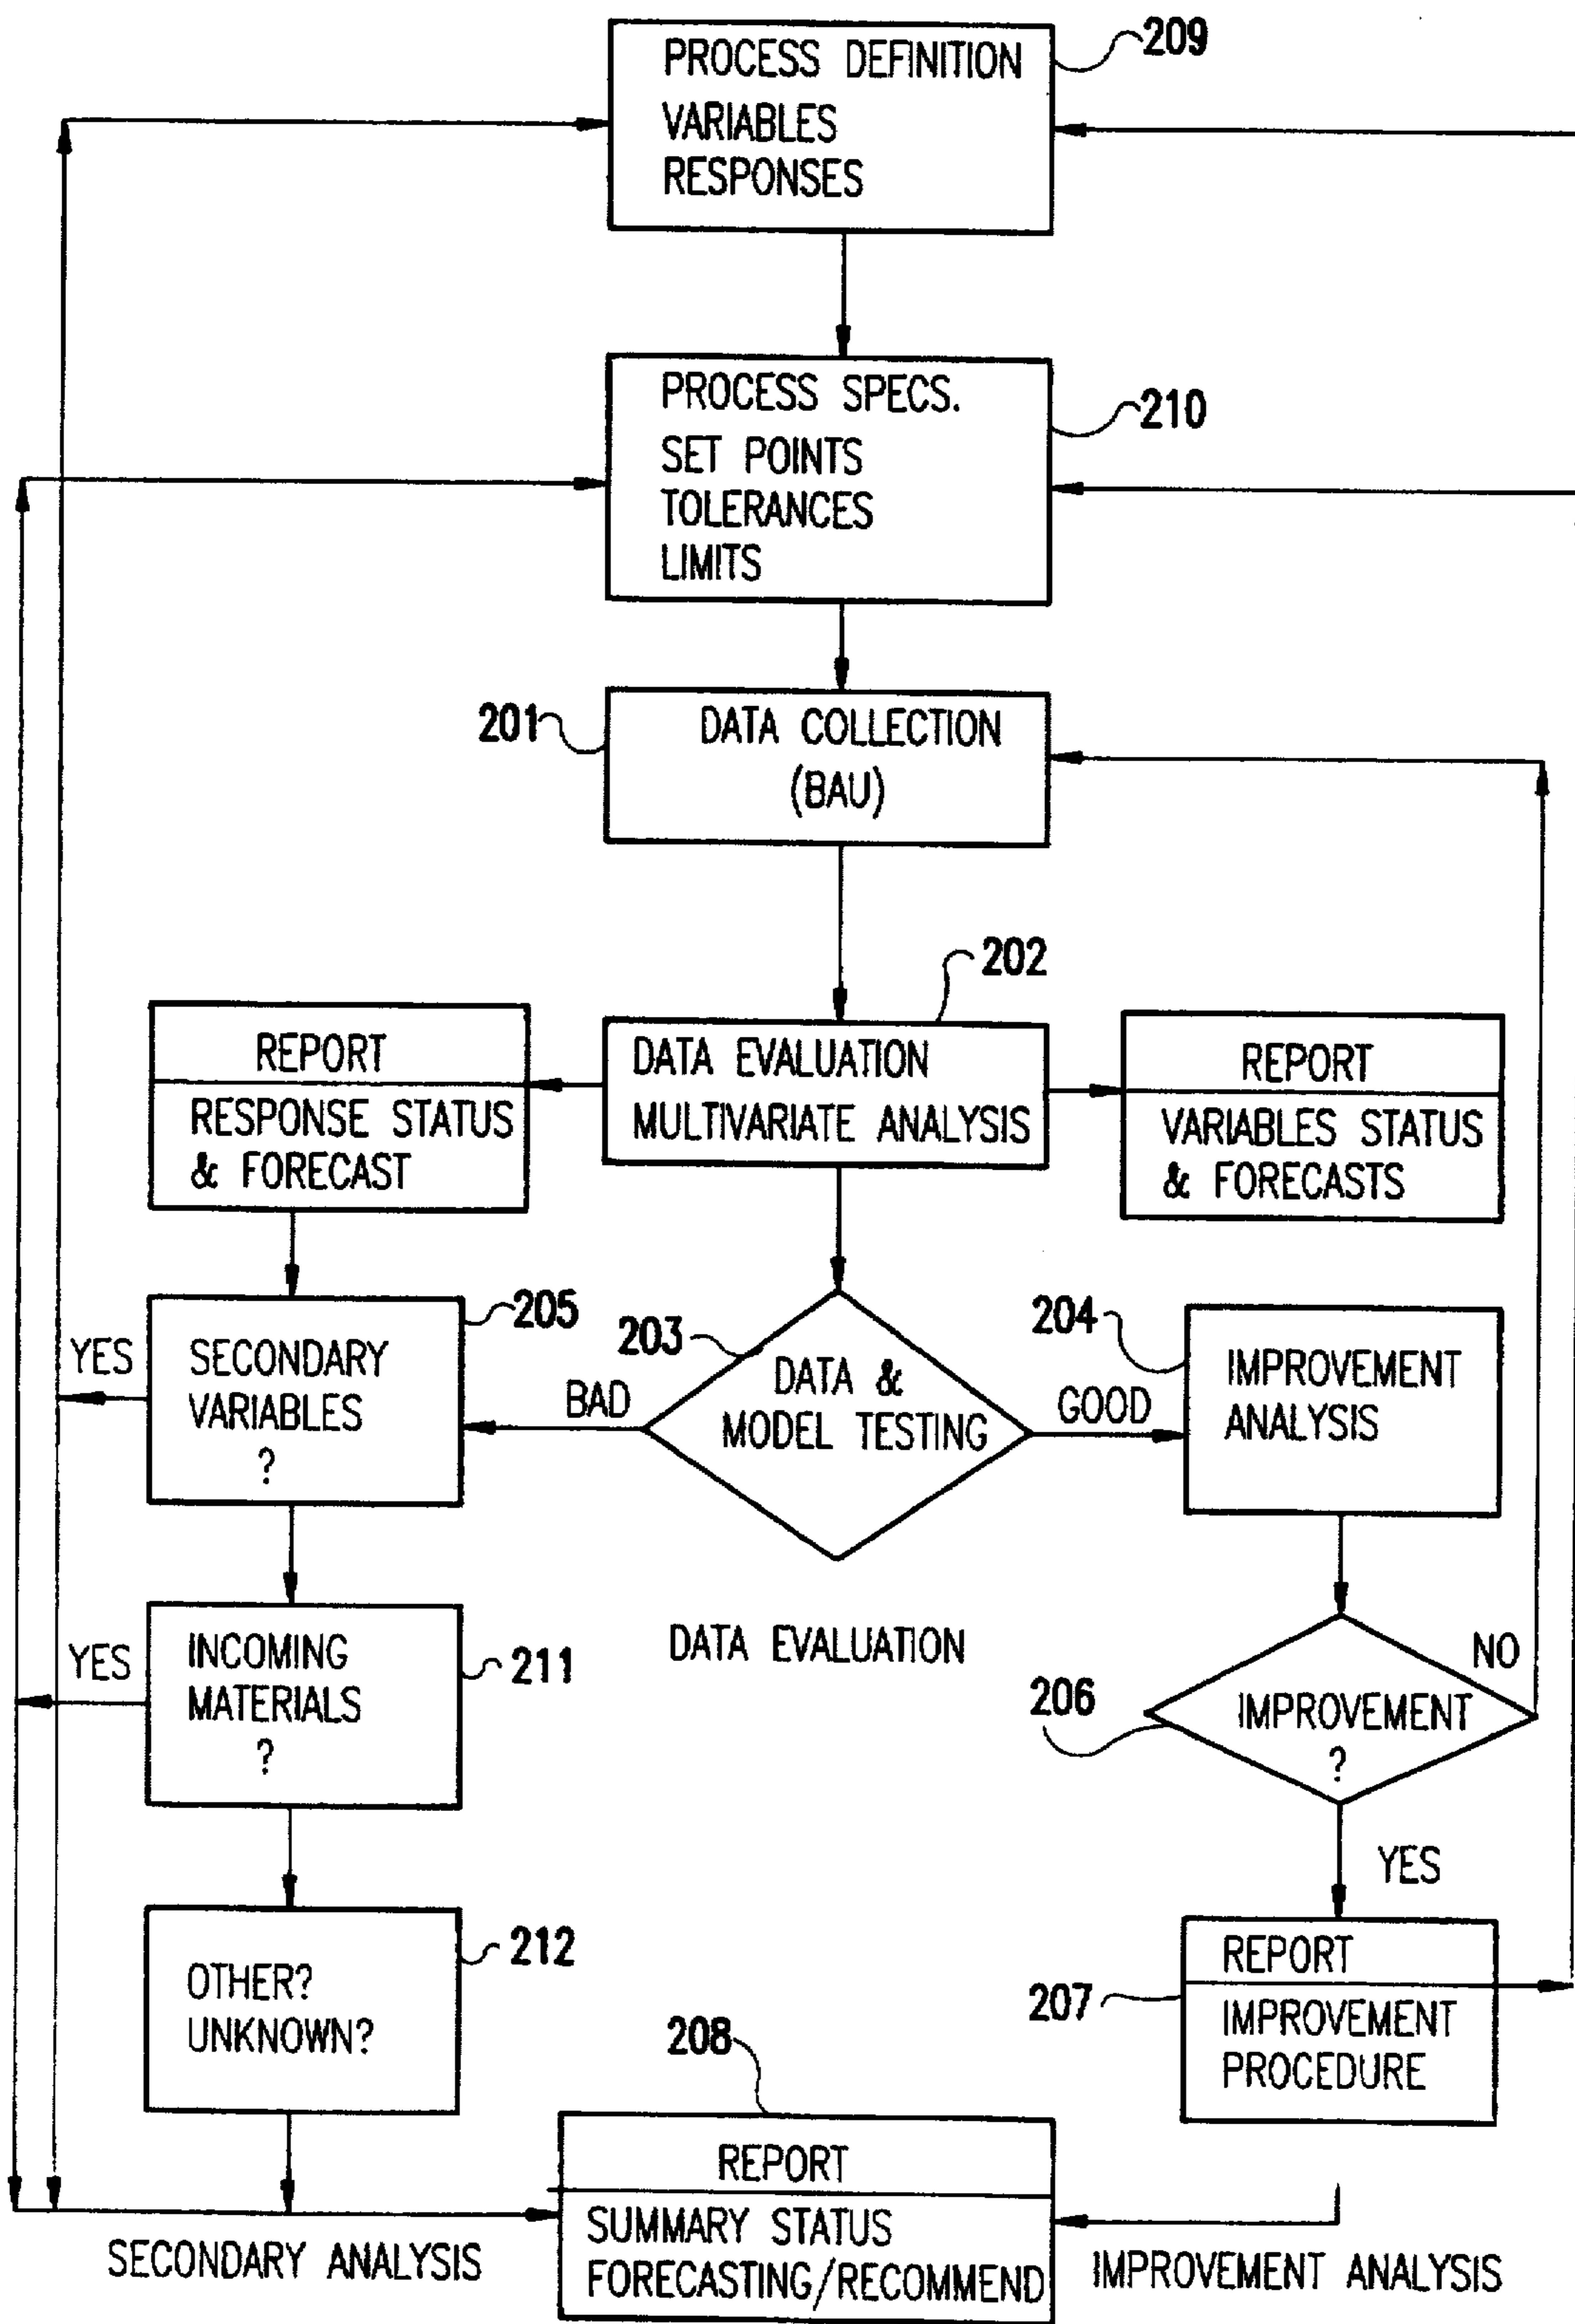 PROCESS DEFINITION
VARIABLES
RESPONSES
209
PROCESS SPECS.
SET POINTS
TOLERANCES
LIMITS
210
201
DATA COLLECTION
(BAU)
202
REPORT
RESPONSE STATUS
& FORECAST
DATA EVALUATION
MULTIVARIATE ANALYSIS
REPORT
VARIABLES STATUS
& FORECASTS
205
YES
SECONDARY
VARIABLES
?
BAD
203
DATA &
MODEL TESTING
GOOD
204
IMPROVEMENT
ANALYSIS
YES
INCOMING
MATERIALS
?
211
DATA EVALUATION
206
IMPROVEMENT
?
NO
YES
OTHER?
UNKNOWN?
212
207
REPORT
IMPROVEMENT
PROCEDURE
208
REPORT
SUMMARY STATUS
FORECASTING/RECOMMEND
SECONDARY ANALYSIS
IMPROVEMENT ANALYSIS